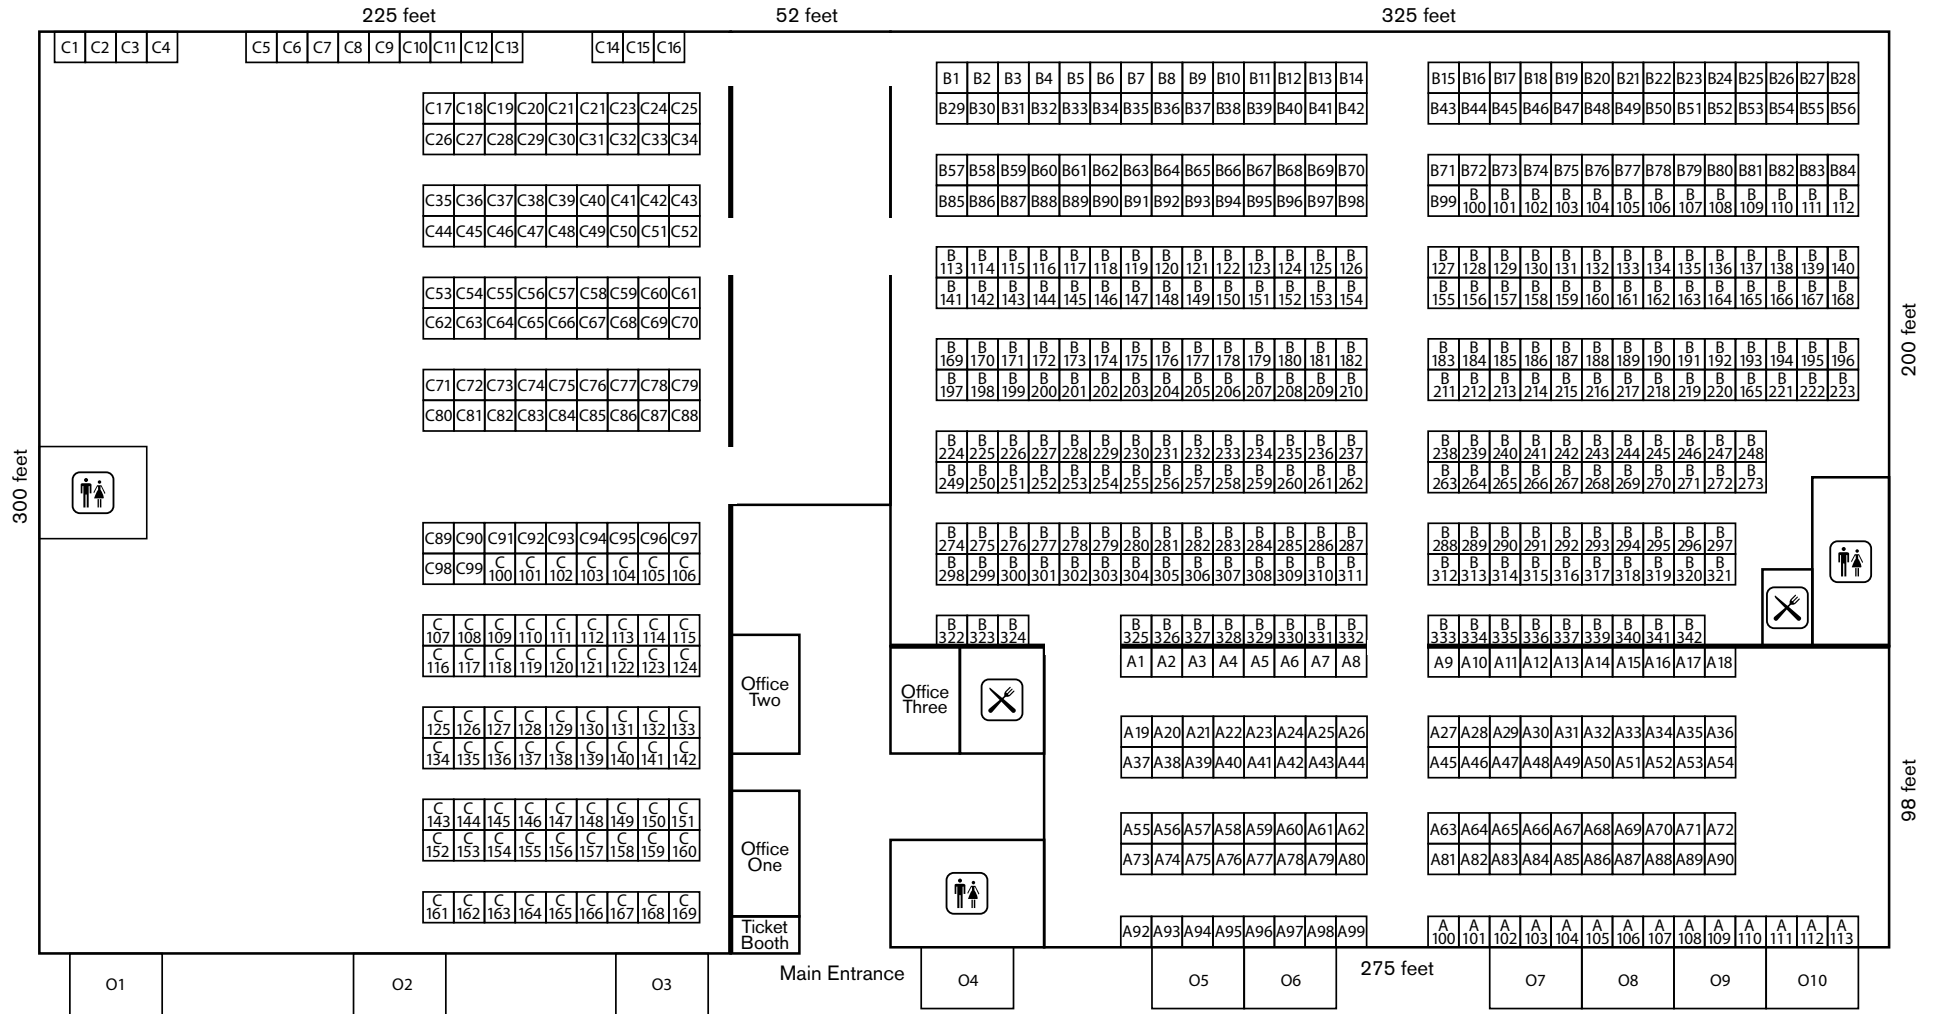 225 feet 52 feet 325 feet
C1 C2 C3 C4 C5 C6 C7 C8 C9 C10 C11 C12 C13 C14 C15 C16
B1 B2 B3 B4 B5 B6 B7 B8 B9 B10 B11 B12 B13 B14 B15 B16 B17 B18 B19 B20 B21 B22 B23 B24 B25 B26 B27 B28
C17 C18 C19 C20 C21 C21 C23 C24 C25 B29 B30 B31 B32 B33 B34 B35 B36 B37 B38 B39 B40 B41 B42 B43 B44 B45 B46 B47 B48 B49 B50 B51 B52 B53 B54 B55 B56
C26 C27 C28 C29 C30 C31 C32 C33 C34
B57 B58 B59 B60 B61 B62 B63 B64 B65 B66 B67 B68 B69 B70 B71 B72 B73 B74 B75 B76 B77 B78 B79 B80 B81 B82 B83 B84
C35 C36 C37 C38 C39 C40 C41 C42 C43 B85 B86 B87 B88 B89 B90 B91 B92 B93 B94 B95 B96 B97 B98 B99 B100 B101 B102 B103 B104 B105 B106 B107 B108 B109 B110 B111 B112
C44 C45 C46 C47 C48 C49 C50 C51 C52
B113 B114 B115 B116 B117 B118 B119 B120 B121 B122 B123 B124 B125 B126 B127 B128 B129 B130 B131 B132 B133 B134 B135 B136 B137 B138 B139 B140
C53 C54 C55 C56 C57 C58 C59 C60 C61 B141 B142 B143 B144 B145 B146 B147 B148 B149 B150 B151 B152 B153 B154 B155 B156 B157 B158 B159 B160 B161 B162 B163 B164 B165 B166 B167 B168
C62 C63 C64 C65 C66 C67 C68 C69 C70
200 feet
B169 B170 B171 B172 B173 B174 B175 B176 B177 B178 B179 B180 B181 B182 B183 B184 B185 B186 B187 B188 B189 B190 B191 B192 B193 B194 B195 B196
C71 C72 C73 C74 C75 C76 C77 C78 C79 B197 B198 B199 B200 B201 B202 B203 B204 B205 B206 B207 B208 B209 B210 B211 B212 B213 B214 B215 B216 B217 B218 B219 B220 B165 B221 B222 B223
C80 C81 C82 C83 C84 C85 C86 C87 C88
B224 B225 B226 B227 B228 B229 B230 B231 B232 B233 B234 B235 B236 B237 B238 B239 B240 B241 B242 B243 B244 B245 B246 B247 B248
B249 B250 B251 B252 B253 B254 B255 B256 B257 B258 B259 B260 B261 B262 B263 B264 B265 B266 B267 B268 B269 B270 B271 B272 B273
300 feet
C89 C90 C91 C92 C93 C94 C95 C96 C97 B274 B275 B276 B277 B278 B279 B280 B281 B282 B283 B284 B285 B286 B287 B288 B289 B290 B291 B292 B293 B294 B295 B296 B297
C98 C99 C100 C101 C102 C103 C104 C105 C106 B298 B299 B300 B301 B302 B303 B304 B305 B306 B307 B308 B309 B310 B311 B312 B313 B314 B315 B316 B317 B318 B319 B320 B321
C107 C108 C109 C110 C111 C112 C113 C114 C115 B322 B323 B324 B325 B326 B327 B328 B329 B330 B331 B332 B333 B334 B335 B336 B337 B339 B340 B341 B342
C116 C117 C118 C119 C120 C121 C122 C123 C124 A1 A2 A3 A4 A5 A6 A7 A8 A9 A10 A11 A12 A13 A14 A15 A16 A17 A18
Office Office
Two Three
C125 C126 C127 C128 C129 C130 C131 C132 C133 A19 A20 A21 A22 A23 A24 A25 A26 A27 A28 A29 A30 A31 A32 A33 A34 A35 A36
C134 C135 C136 C137 C138 C139 C140 C141 C142 A37 A38 A39 A40 A41 A42 A43 A44 A45 A46 A47 A48 A49 A50 A51 A52 A53 A54
98 feet
C143 C144 C145 C146 C147 C148 C149 C150 C151 A55 A56 A57 A58 A59 A60 A61 A62 A63 A64 A65 A66 A67 A68 A69 A70 A71 A72
C152 C153 C154 C155 C156 C157 C158 C159 C160 A73 A74 A75 A76 A77 A78 A79 A80 A81 A82 A83 A84 A85 A86 A87 A88 A89 A90
Office
One
C161 C162 C163 C164 C165 C166 C167 C168 C169
Ticket
Booth
A92 A93 A94 A95 A96 A97 A98 A99 A100 A101 A102 A103 A104 A105 A106 A107 A108 A109 A110 A111 A112 A113
Main Entrance 275 feet
O1 O2 O3 O4 O5 O6 O7 O8 O9 O10